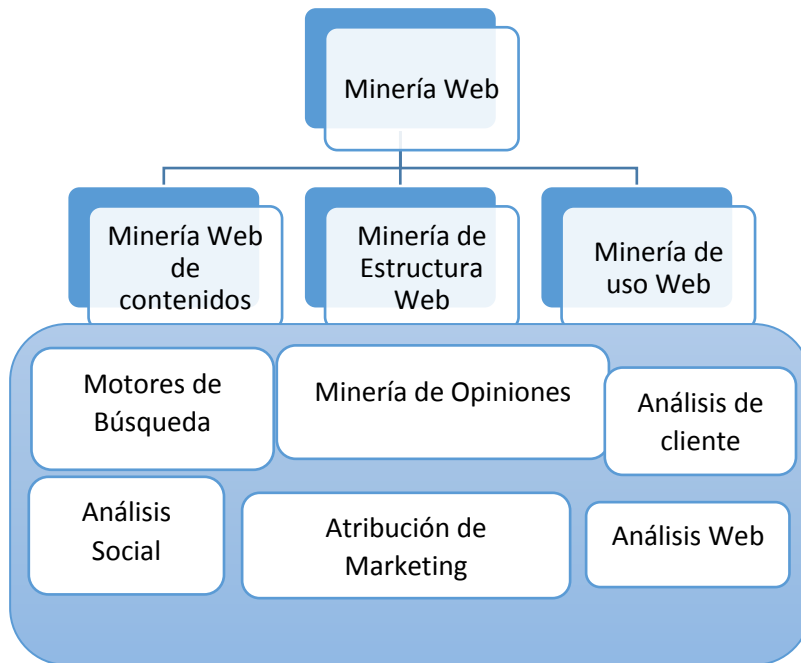 Minería Web
Minería Web
de
contenidos
Minería de
Estructura
Web
Minería de
uso Web
Motores de
Búsqueda
Minería de Opiniones
Análisis de
cliente
Análisis
Social
Atribución de
Marketing
Análisis Web